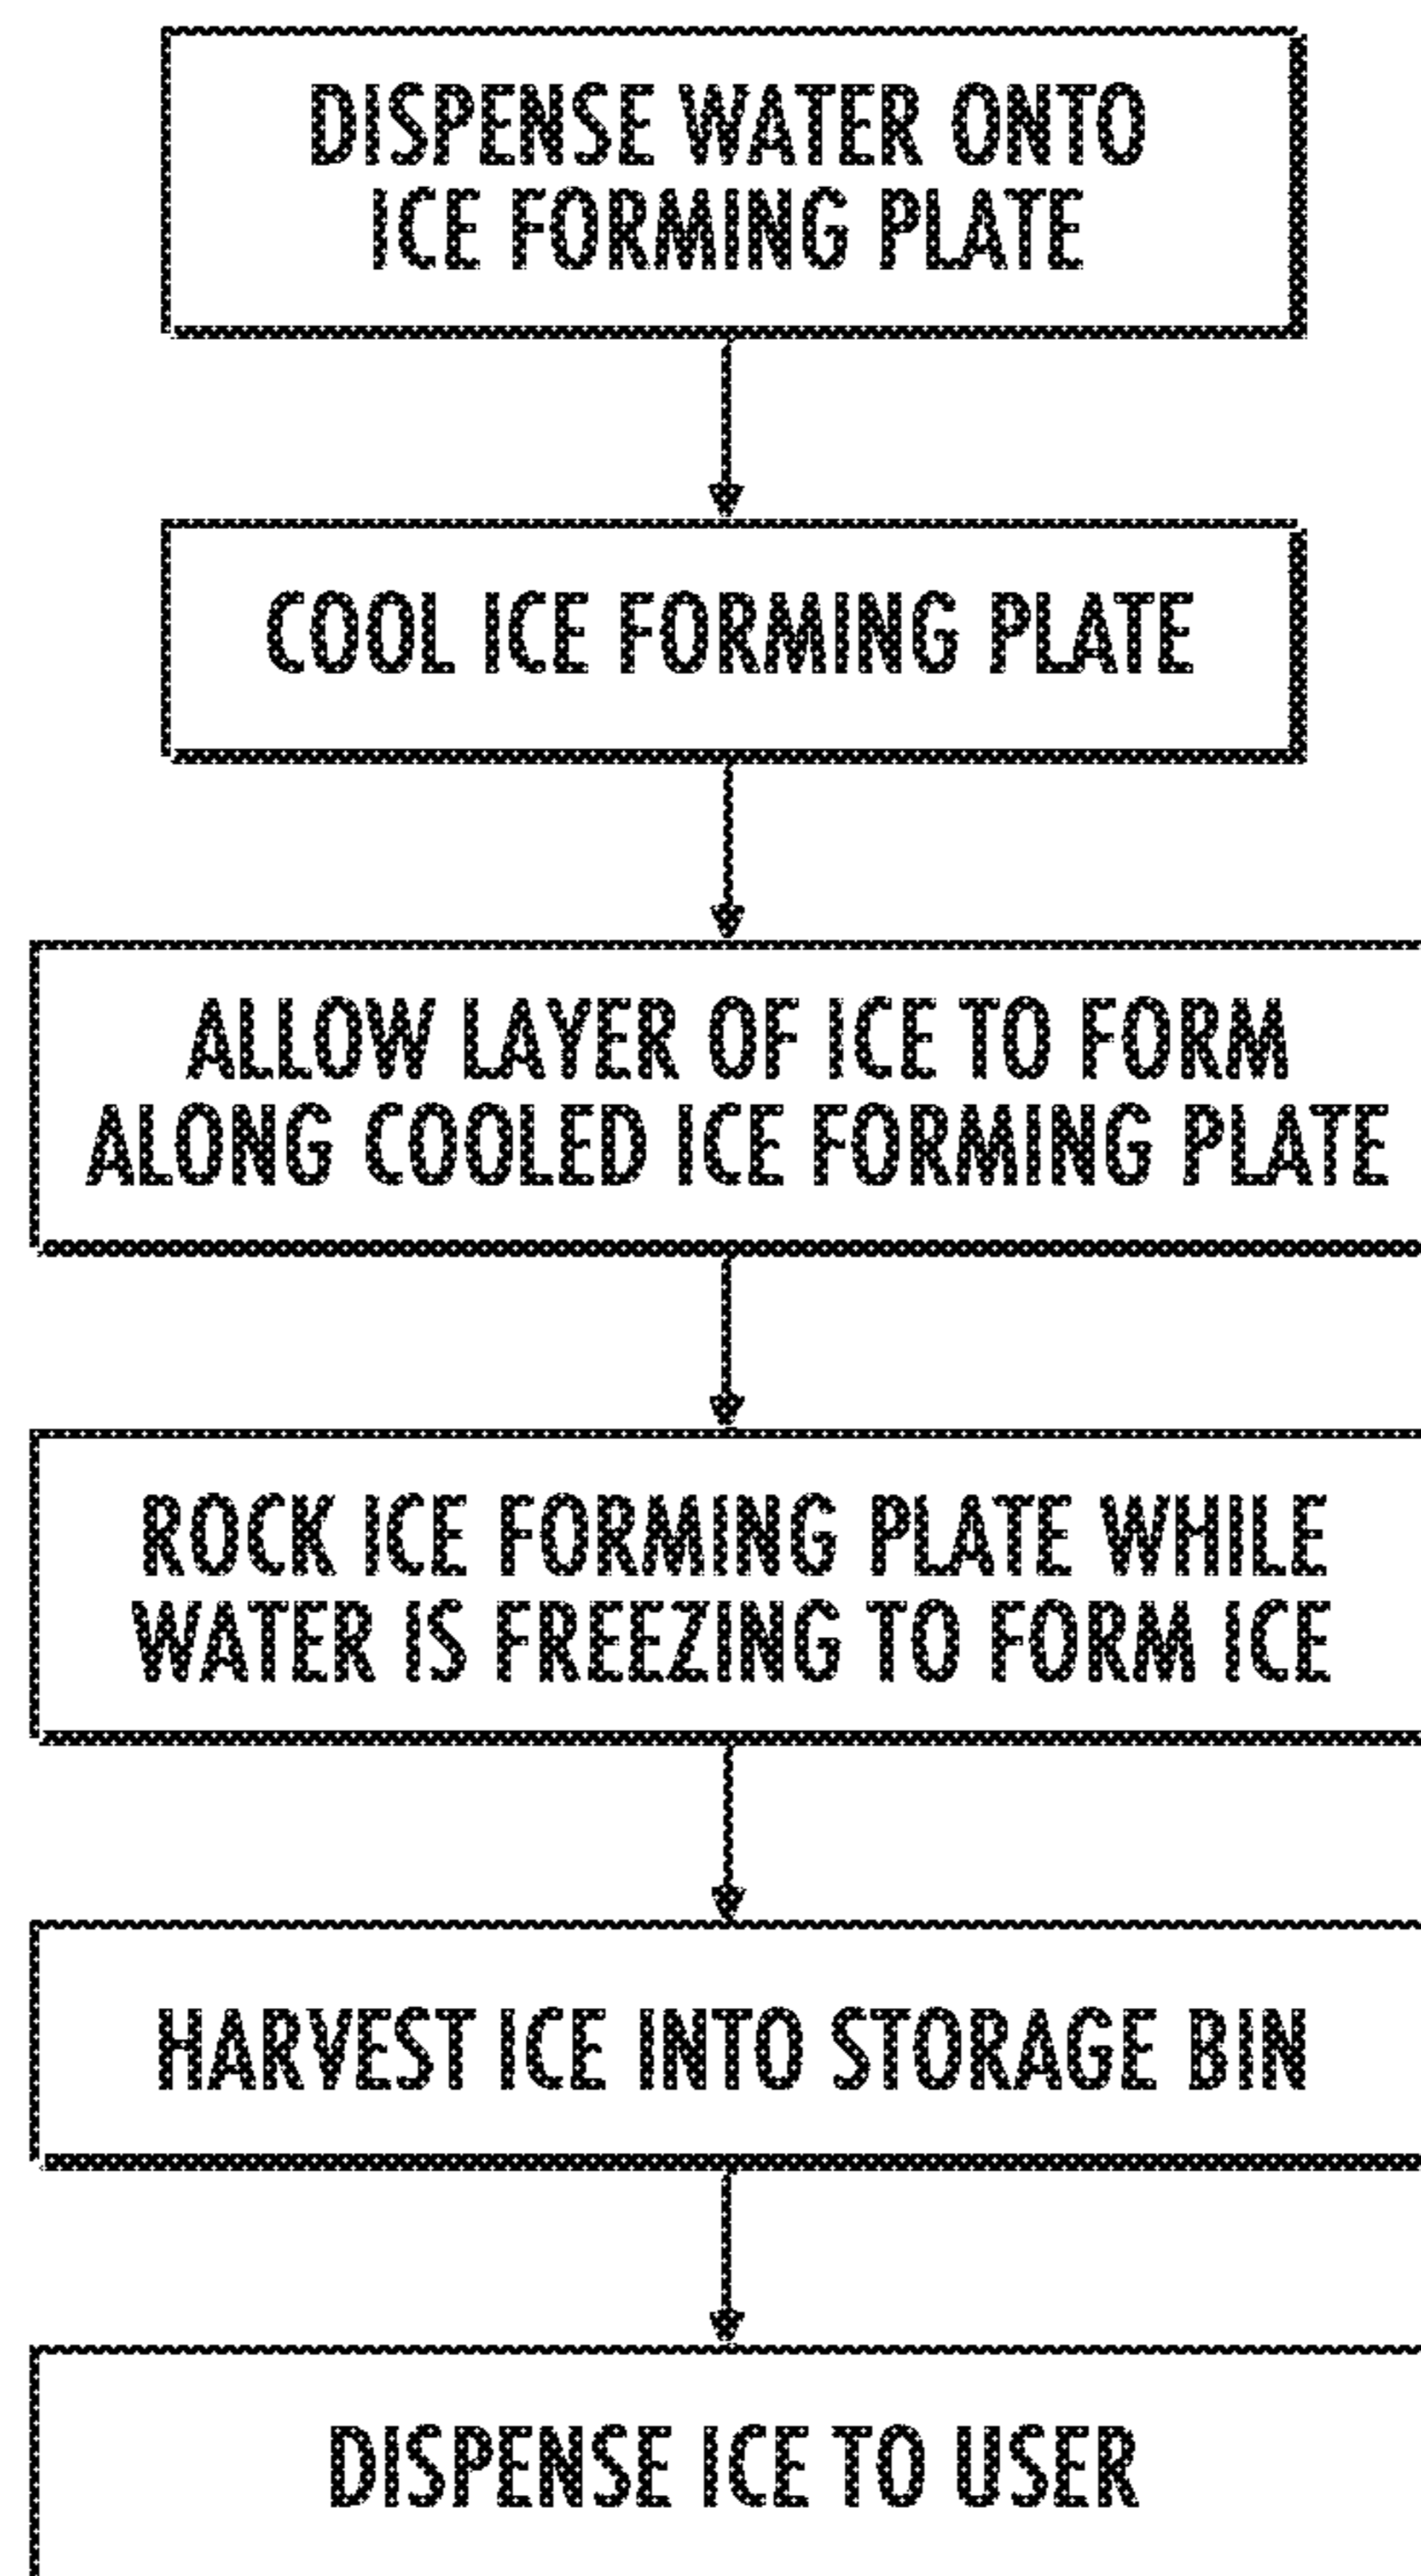 DISPENSE WATER ONTO
ICE FORMING PLATE
COOL ICE FORMING PLATE
ALLOW LAYER OF ICE TO FORM
ALONG COOLED ICE FORMING PLATE
ROCK ICE FORMING PLATE WHILE
WATER IS FREEZING TO FORM ICE
HARVEST ICE INTO STORAGE BIN
DISPENSE ICE TO USER